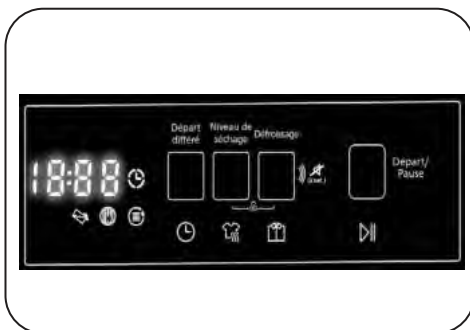 Départ
différé
Niveau de
séchage
Défroissage
18:88
Départ/
Pause